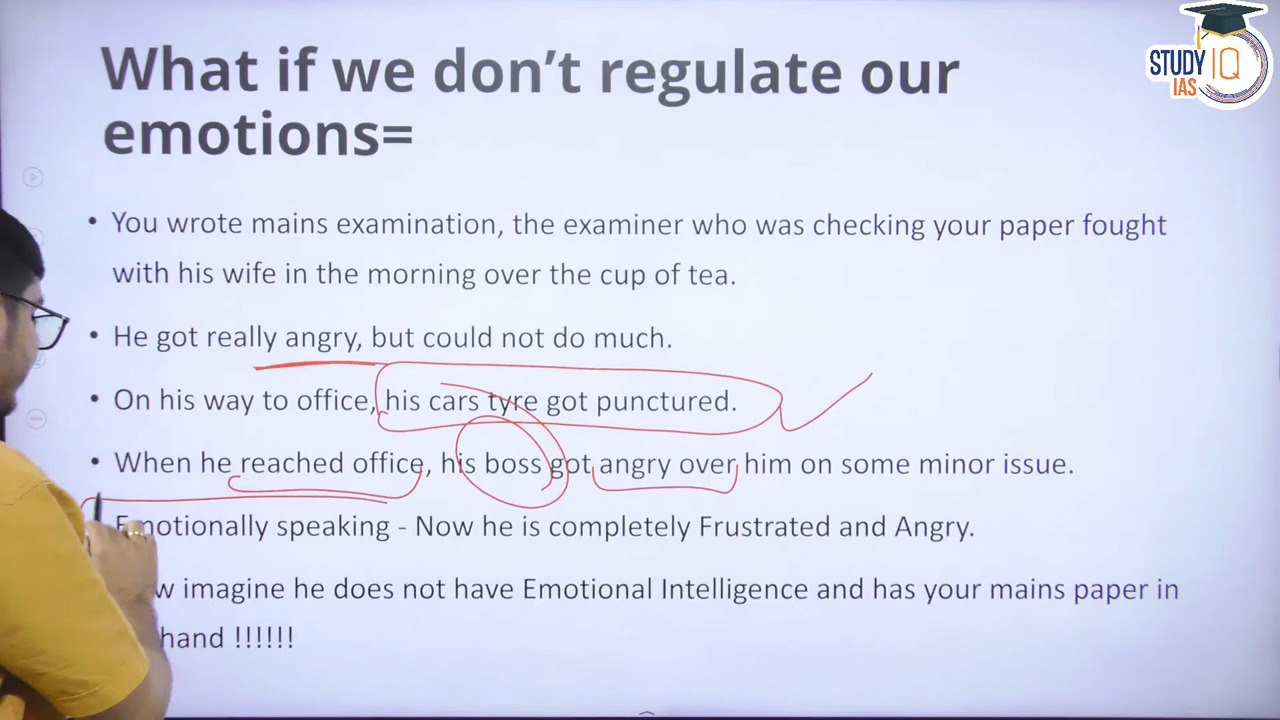 What if we don't regulate our
emotions=
STUDY IQ
IAS
• You wrote mains examination, the examiner who was checking your paper fought
with his wife in the morning over the cup of tea.
• He got really angry, but could not do much.
• On his way to office, his cars tyre got punctured.
• When he reached office, his boss got angry over him on some minor issue.
Emotionally speaking - Now he is completely Frustrated and Angry.
imagine he does not have Emotional Intelligence and has your mains paper in
hand !!!!!!